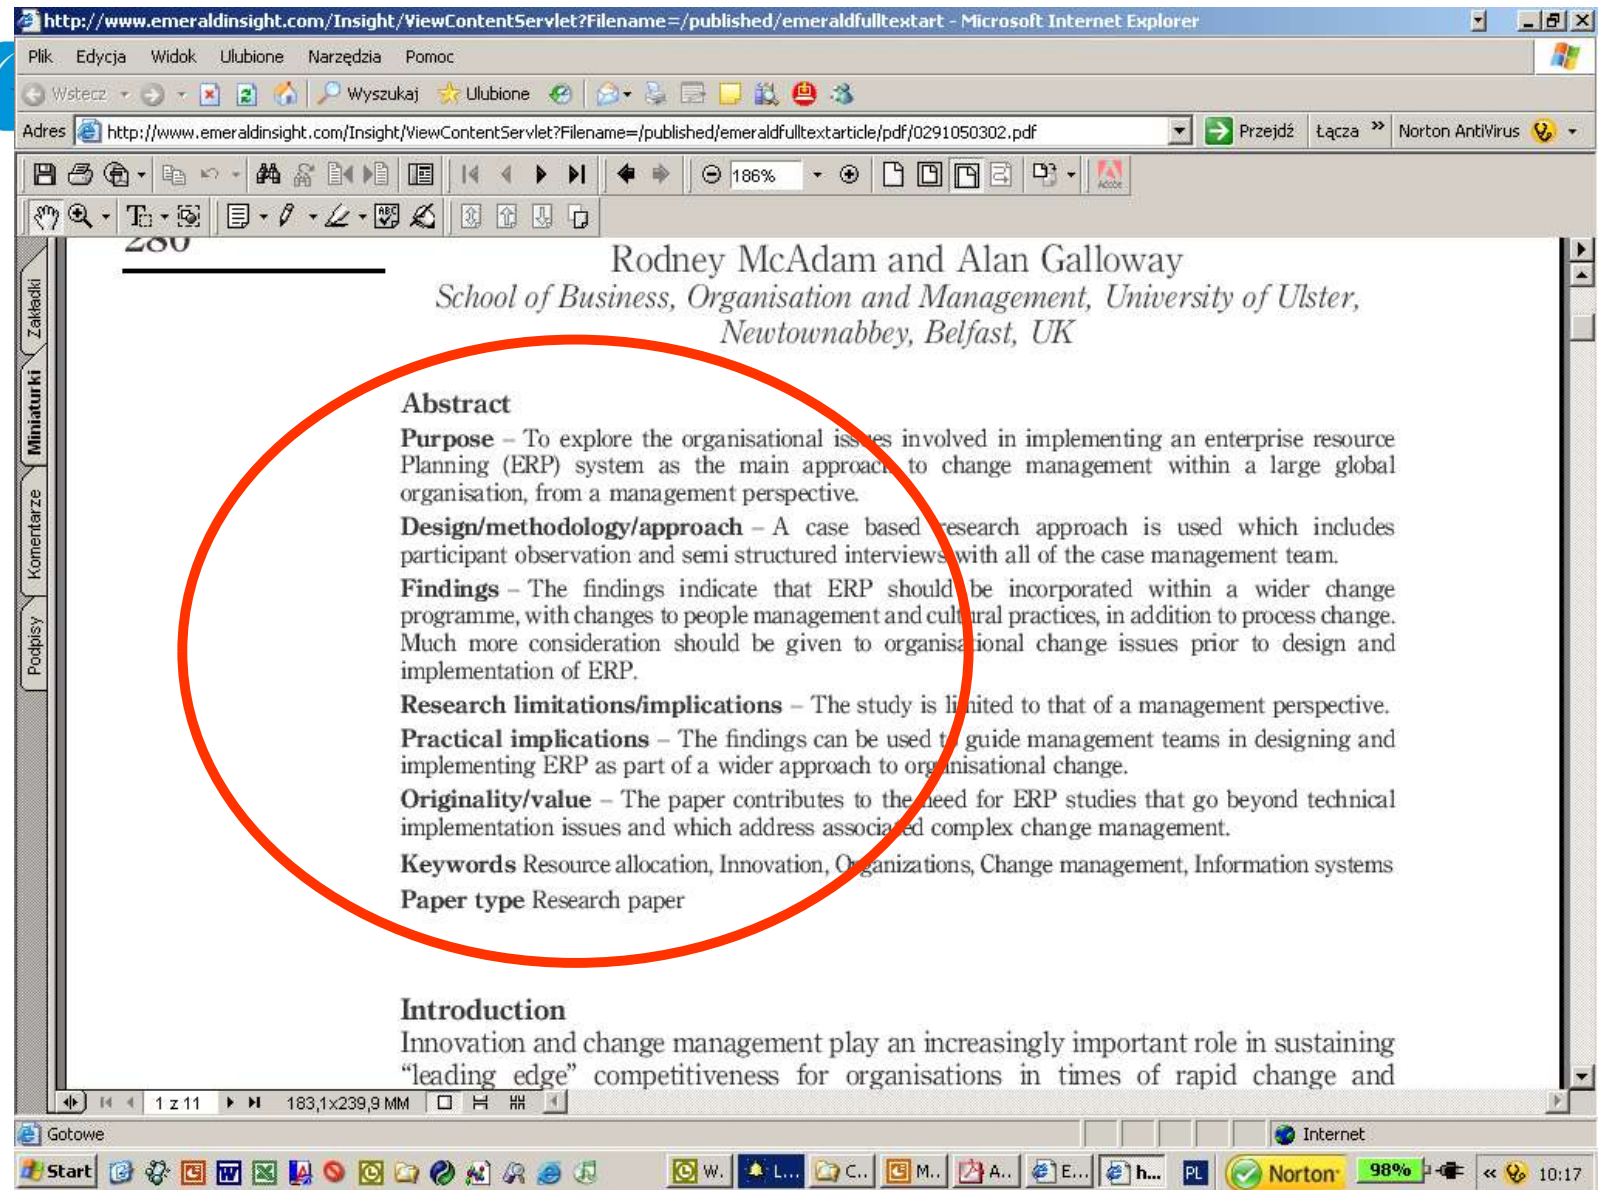 http://www.emeraldinsight.com/Insight/ViewContentServlet?Filename=/published/emeraldfulltextart - Microsoft Internet Explorer
Plik Edycja Widok Ulubione Narzędzia Pomoc
Wstecz Wyszukaj Ulubione
Adres http://www.emeraldinsight.com/Insight/ViewContentServlet?Filename=/published/emeraldfulltextarticle/pdf/0291050302.pdf Przejdź Łącza » Norton AntiVirus
186% Adobe
280
Zakładki
Miniaturki
Komentarze
Podpisy
Rodney McAdam and Alan Galloway
School of Business, Organisation and Management, University of Ulster,
Newtownabbey, Belfast, UK
Abstract
Purpose – To explore the organisational issues involved in implementing an enterprise resource
Planning (ERP) system as the main approach to change management within a large global
organisation, from a management perspective.
Design/methodology/approach – A case based research approach is used which includes
participant observation and semi structured interviews with all of the case management team.
Findings – The findings indicate that ERP should be incorporated within a wider change
programme, with changes to people management and cultural practices, in addition to process change.
Much more consideration should be given to organisational change issues prior to design and
implementation of ERP.
Research limitations/implications – The study is limited to that of a management perspective.
Practical implications – The findings can be used to guide management teams in designing and
implementing ERP as part of a wider approach to organisational change.
Originality/value – The paper contributes to the need for ERP studies that go beyond technical
implementation issues and which address associated complex change management.
Keywords Resource allocation, Innovation, Organizations, Change management, Information systems
Paper type Research paper
Introduction
Innovation and change management play an increasingly important role in sustaining
“leading edge” competitiveness for organisations in times of rapid change and
1 z 11 183,1x239,9 MM
Gotowe Internet
Start W.. L... C.. M.. A.. E... h... PL Norton 98% « 10:17